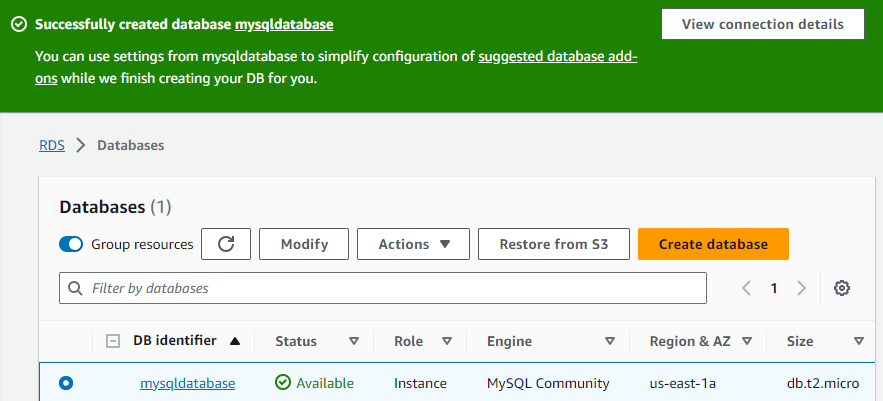 Successfully created database mysqldatabase
View connection details
You can use settings from mysqldatabase to simplify configuration of suggested database add-
ons while we finish creating your DB for you.
RDS > Databases
Databases (1)
Group resources Modify Actions Restore from S3 Create database
Filter by databases 1
DB identifier Status Role Engine Region & AZ Size
mysqldatabase Available Instance MySQL Community us-east-1a db.t2.micro